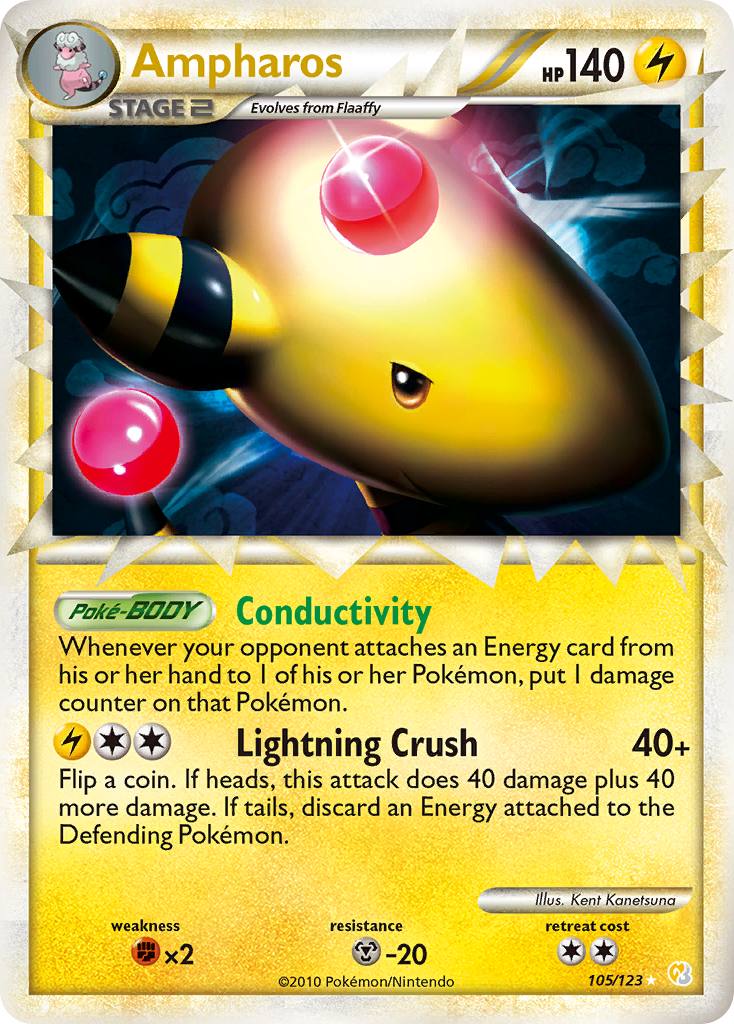 Ampharos HP 140
STAGE 2 Evolves from Flaaffy
Poké-BODY Conductivity
Whenever your opponent attaches an Energy card from
his or her hand to 1 of his or her Pokémon, put 1 damage
counter on that Pokémon.
Lightning Crush 40+
Flip a coin. If heads, this attack does 40 damage plus 40
more damage. If tails, discard an Energy attached to the
Defending Pokémon.
Illus. Kent Kanetsuna
weakness resistance retreat cost
×2 -20
©2010 Pokémon/Nintendo 105/123